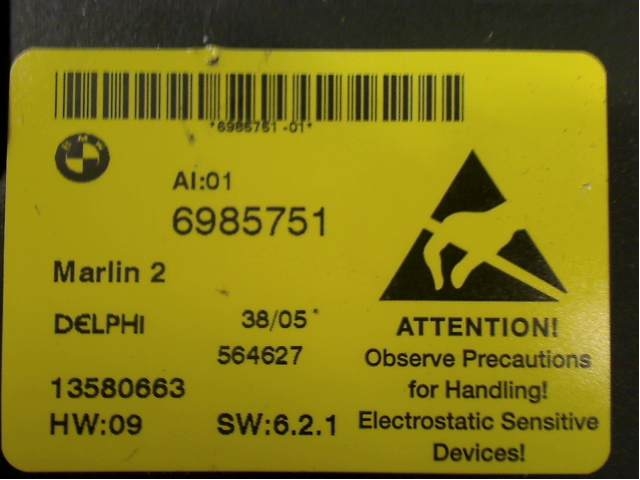 *6985751 -01*
BMW
AI:01
6985751
Marlin 2
DELPHI
38/05*
564627
13580663
HW:09
SW:6.2.1
ATTENTION!
Observe Precautions
for Handling!
Electrostatic Sensitive
Devices!